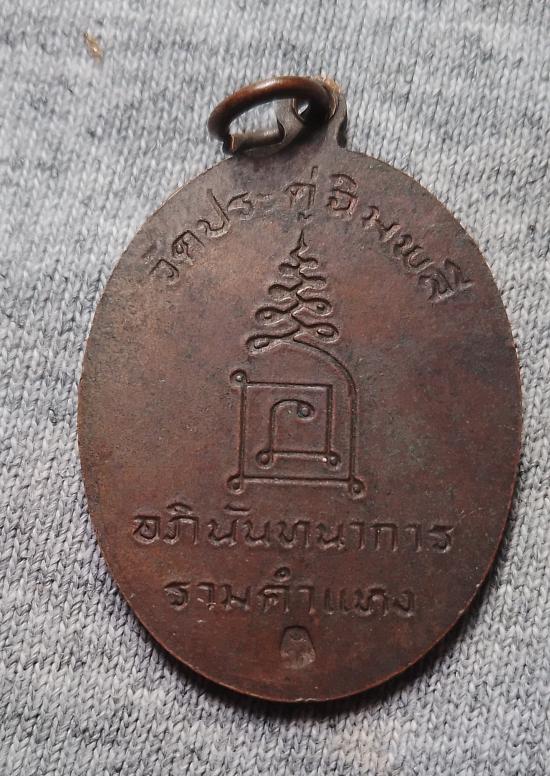 วัดประดู่ฉิมพลี
อภินันทนาการ
รามคำแหง